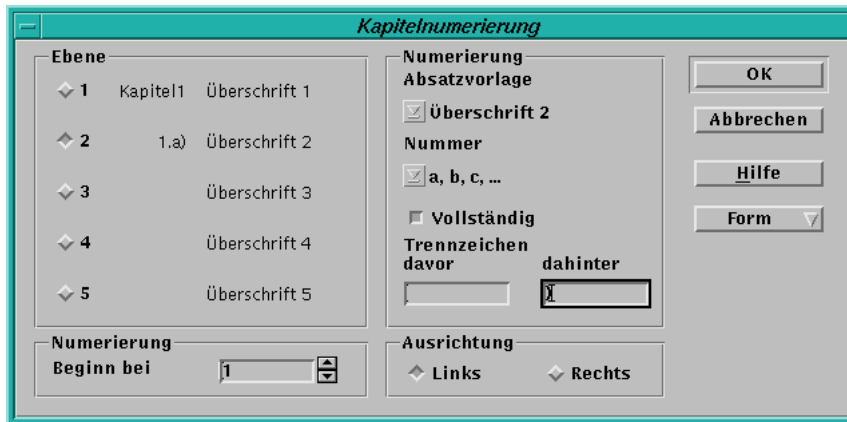 Kapitelnumerierung
Ebene
1 Kapitel1 Überschrift 1
2 1.a) Überschrift 2
3 Überschrift 3
4 Überschrift 4
5 Überschrift 5
Numerierung
Beginn bei 1
Numerierung
Absatzvorlage
Überschrift 2
Nummer
a, b, c, ...
Vollständig
Trennzeichen
davor dahinter
)
Ausrichtung
Links Rechts
OK
Abbrechen
Hilfe
Form